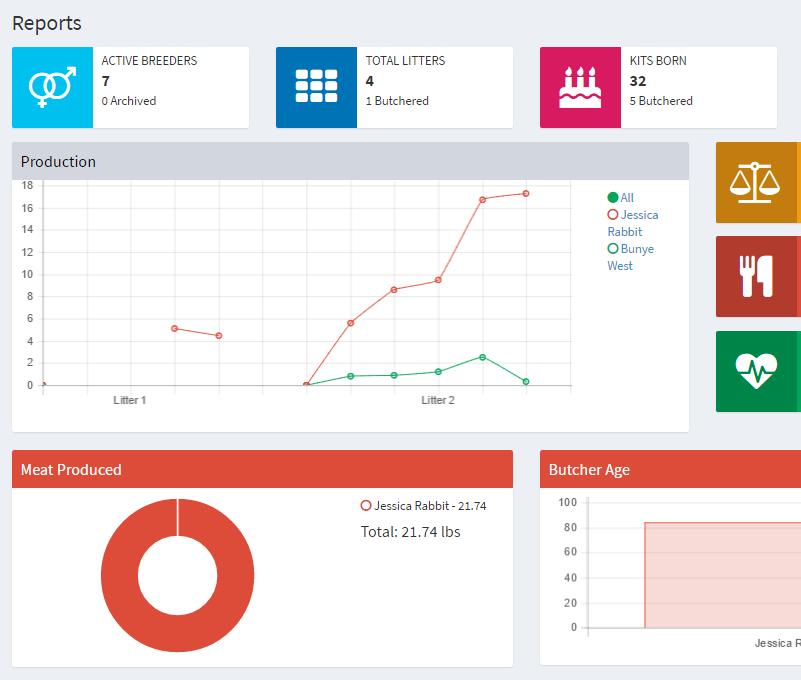 Reports
ACTIVE BREEDERS
7
0 Archived
TOTAL LITTERS
4
1 Butchered
KITS BORN
32
5 Butchered
Production
18
16
14
12
10
8
6
4
2
0
Litter 1
Litter 2
All
Jessica
Rabbit
Bunye
West
Meat Produced
Jessica Rabbit - 21.74
Total: 21.74 lbs
Butcher Age
100
80
60
40
20
0
Jessica R